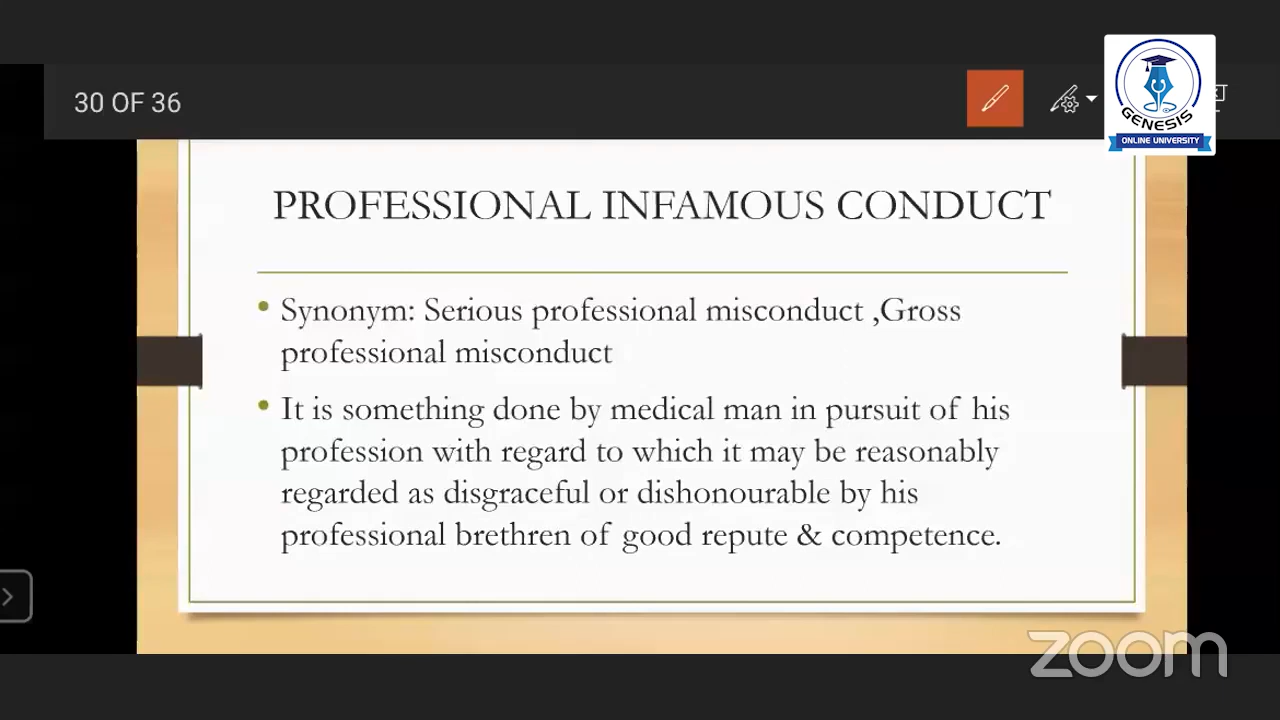 30 OF 36
GENESIS
ONLINE UNIVERSITY
PROFESSIONAL INFAMOUS CONDUCT
• Synonym: Serious professional misconduct ,Gross
professional misconduct
• It is something done by medical man in pursuit of his
profession with regard to which it may be reasonably
regarded as disgraceful or dishonourable by his
professional brethren of good repute & competence.
zoom